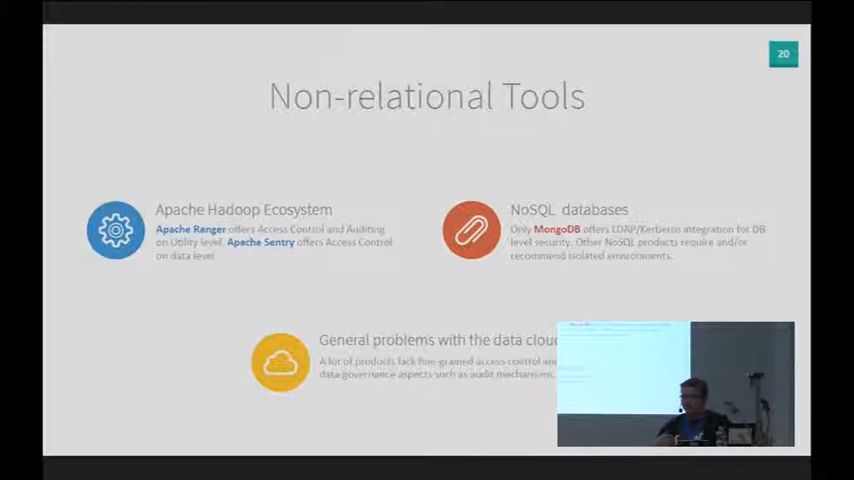 20
Non-relational Tools
Apache Hadoop Ecosystem
Apache Ranger offers Access Control and Auditing
on Utility level. Apache Sentry offers Access Control
on data level
NoSQL databases
Only MongoDB offers LDAP/Kerberos integration for DB
level security. Other NoSQL products require and/or
recommend isolated environments.
General problems with the data clou
A lot of products lack fine-grained access control and
data governance aspects such as audit mechanisms.